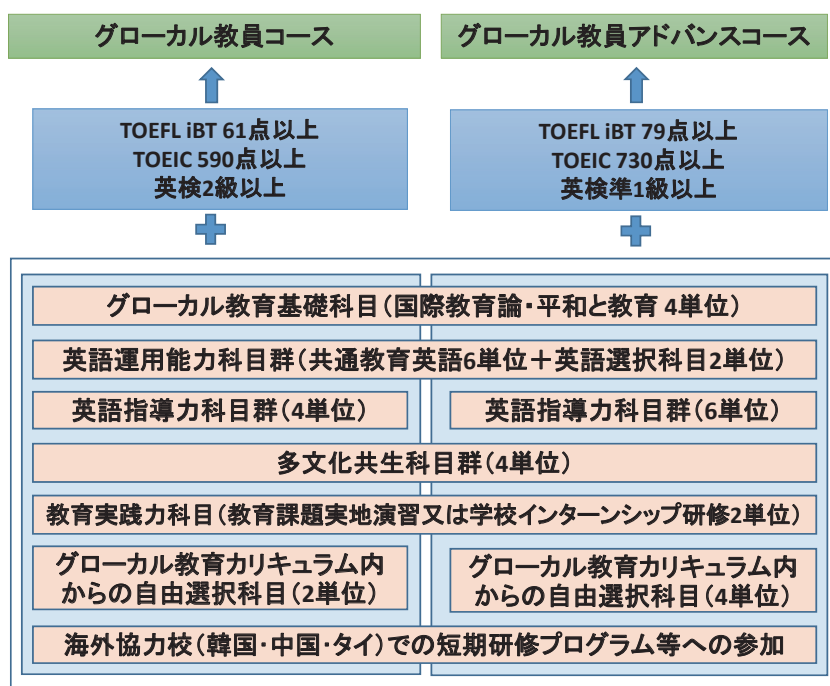 グローカル教員コース
グローカル教員アドバンスコース
TOEFL iBT 61点以上
TOEIC 590点以上
英検2級以上
TOEFL iBT 79点以上
TOEIC 730点以上
英検準1級以上
グローカル教育基礎科目(国際教育論・平和と教育 4単位)
英語運用能力科目群(共通教育英語6単位＋英語選択科目2単位)
英語指導力科目群(4単位)
英語指導力科目群(6単位)
多文化共生科目群(4単位)
教育実践力科目(教育課題実地演習又は学校インターンシップ研修2単位)
グローカル教育カリキュラム内
からの自由選択科目(2単位)
グローカル教育カリキュラム内
からの自由選択科目(4単位)
海外協力校(韓国・中国・タイ)での短期研修プログラム等への参加